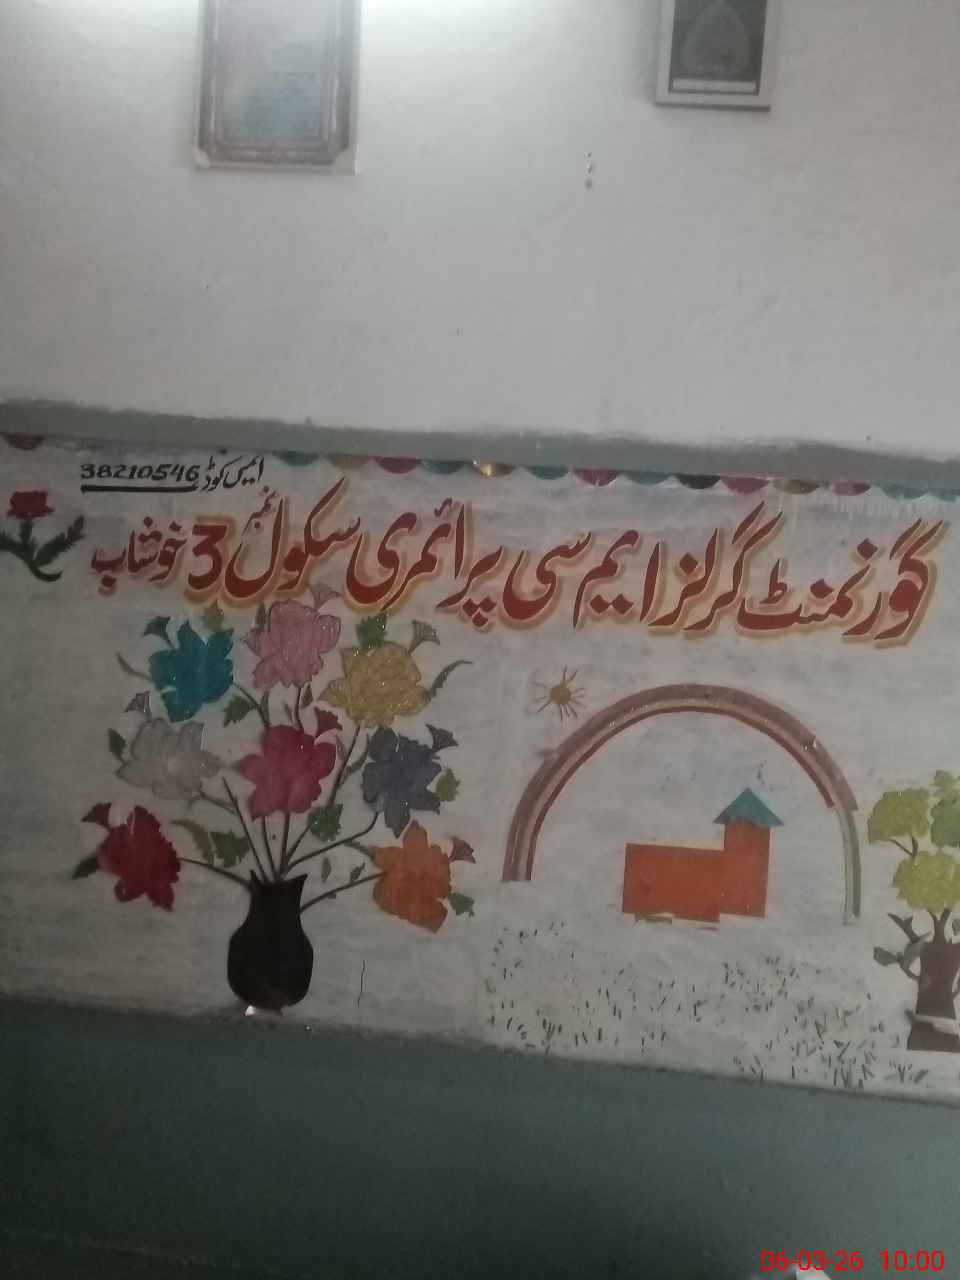 ایمس کوڈ 38210546
گورنمنٹ گرلز ایم سی پرائمری سکول نمبر 3 خوشاب
06-03-26 10:00